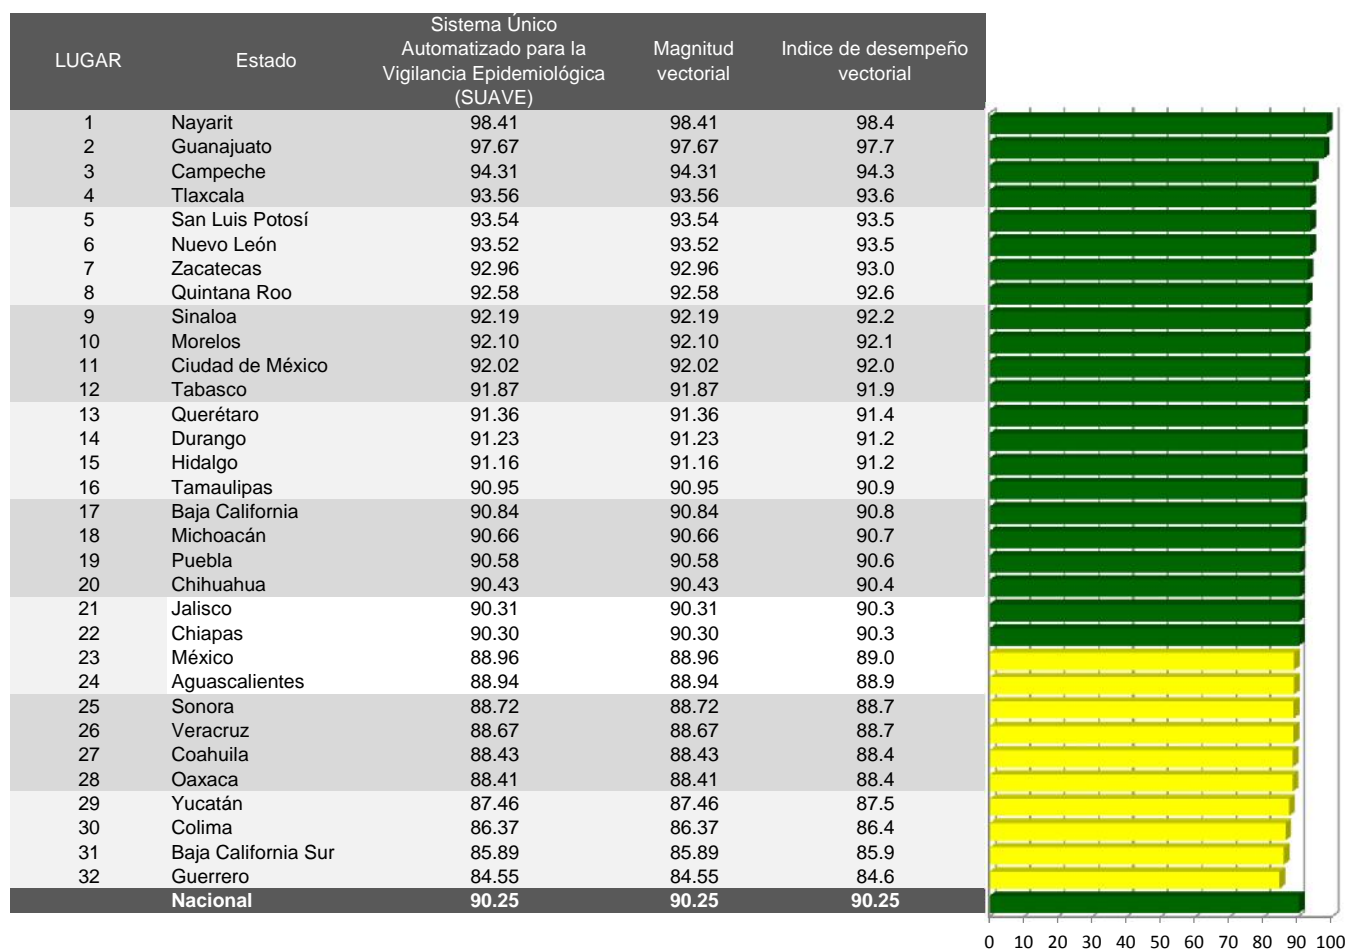 LUGAR Estado Sistema Único Automatizado para la Vigilancia Epidemiológica (SUAVE) Magnitud vectorial Indice de desempeño vectorial
1 Nayarit 98.41 98.41 98.4
2 Guanajuato 97.67 97.67 97.7
3 Campeche 94.31 94.31 94.3
4 Tlaxcala 93.56 93.56 93.6
5 San Luis Potosí 93.54 93.54 93.5
6 Nuevo León 93.52 93.52 93.5
7 Zacatecas 92.96 92.96 93.0
8 Quintana Roo 92.58 92.58 92.6
9 Sinaloa 92.19 92.19 92.2
10 Morelos 92.10 92.10 92.1
11 Ciudad de México 92.02 92.02 92.0
12 Tabasco 91.87 91.87 91.9
13 Querétaro 91.36 91.36 91.4
14 Durango 91.23 91.23 91.2
15 Hidalgo 91.16 91.16 91.2
16 Tamaulipas 90.95 90.95 90.9
17 Baja California 90.84 90.84 90.8
18 Michoacán 90.66 90.66 90.7
19 Puebla 90.58 90.58 90.6
20 Chihuahua 90.43 90.43 90.4
21 Jalisco 90.31 90.31 90.3
22 Chiapas 90.30 90.30 90.3
23 México 88.96 88.96 89.0
24 Aguascalientes 88.94 88.94 88.9
25 Sonora 88.72 88.72 88.7
26 Veracruz 88.67 88.67 88.7
27 Coahuila 88.43 88.43 88.4
28 Oaxaca 88.41 88.41 88.4
29 Yucatán 87.46 87.46 87.5
30 Colima 86.37 86.37 86.4
31 Baja California Sur 85.89 85.89 85.9
32 Guerrero 84.55 84.55 84.6
Nacional 90.25 90.25 90.25
0 10 20 30 40 50 60 70 80 90 100